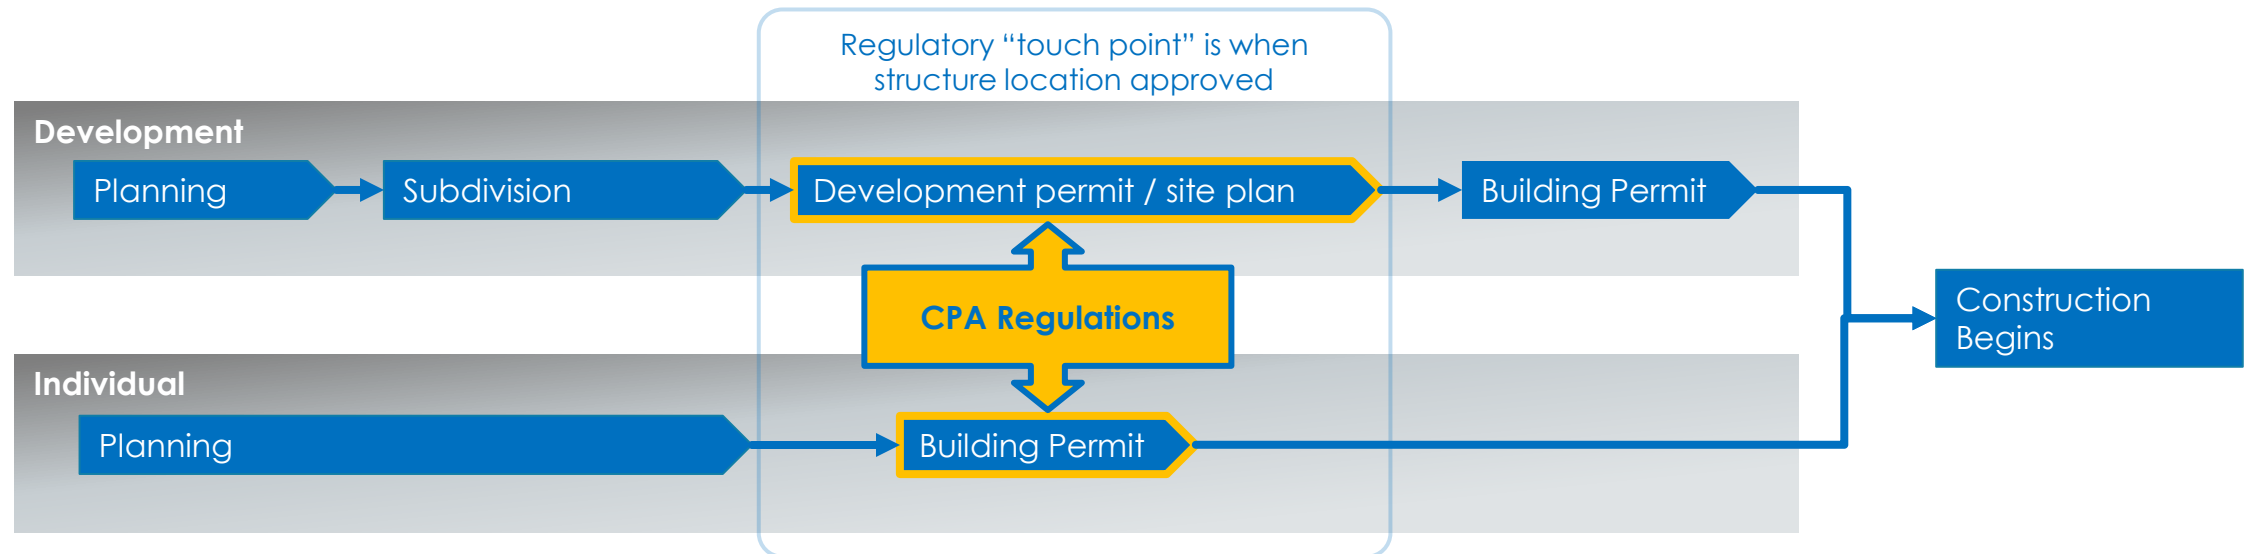 Regulatory “touch point” is when
structure location approved
Development
Planning
Subdivision
Development permit / site plan
Building Permit
CPA Regulations
Construction
Begins
Individual
Planning
Building Permit